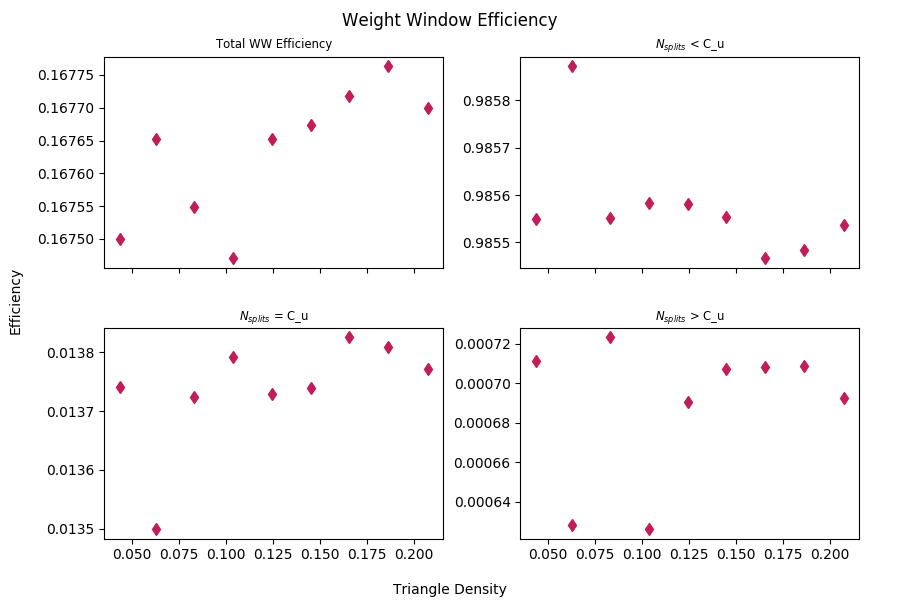 Weight Window Efficiency
Total WW Efficiency
0.16775
0.16770
0.16765
0.16760
0.16755
0.16750
N_splits < C_u
0.9858
0.9857
0.9856
0.9855
Efficiency
N_splits = C_u
0.0138
0.0137
0.0136
0.0135
0.050 0.075 0.100 0.125 0.150 0.175 0.200
N_splits > C_u
0.00072
0.00070
0.00068
0.00066
0.00064
0.050 0.075 0.100 0.125 0.150 0.175 0.200
Triangle Density